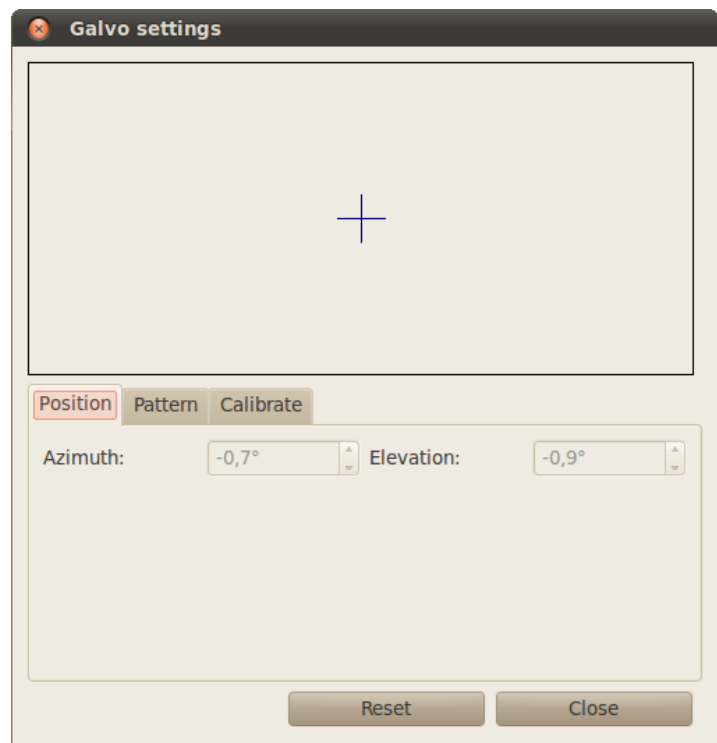 Galvo settings
Position Pattern Calibrate
Azimuth: -0,7° Elevation: -0,9°
Reset Close